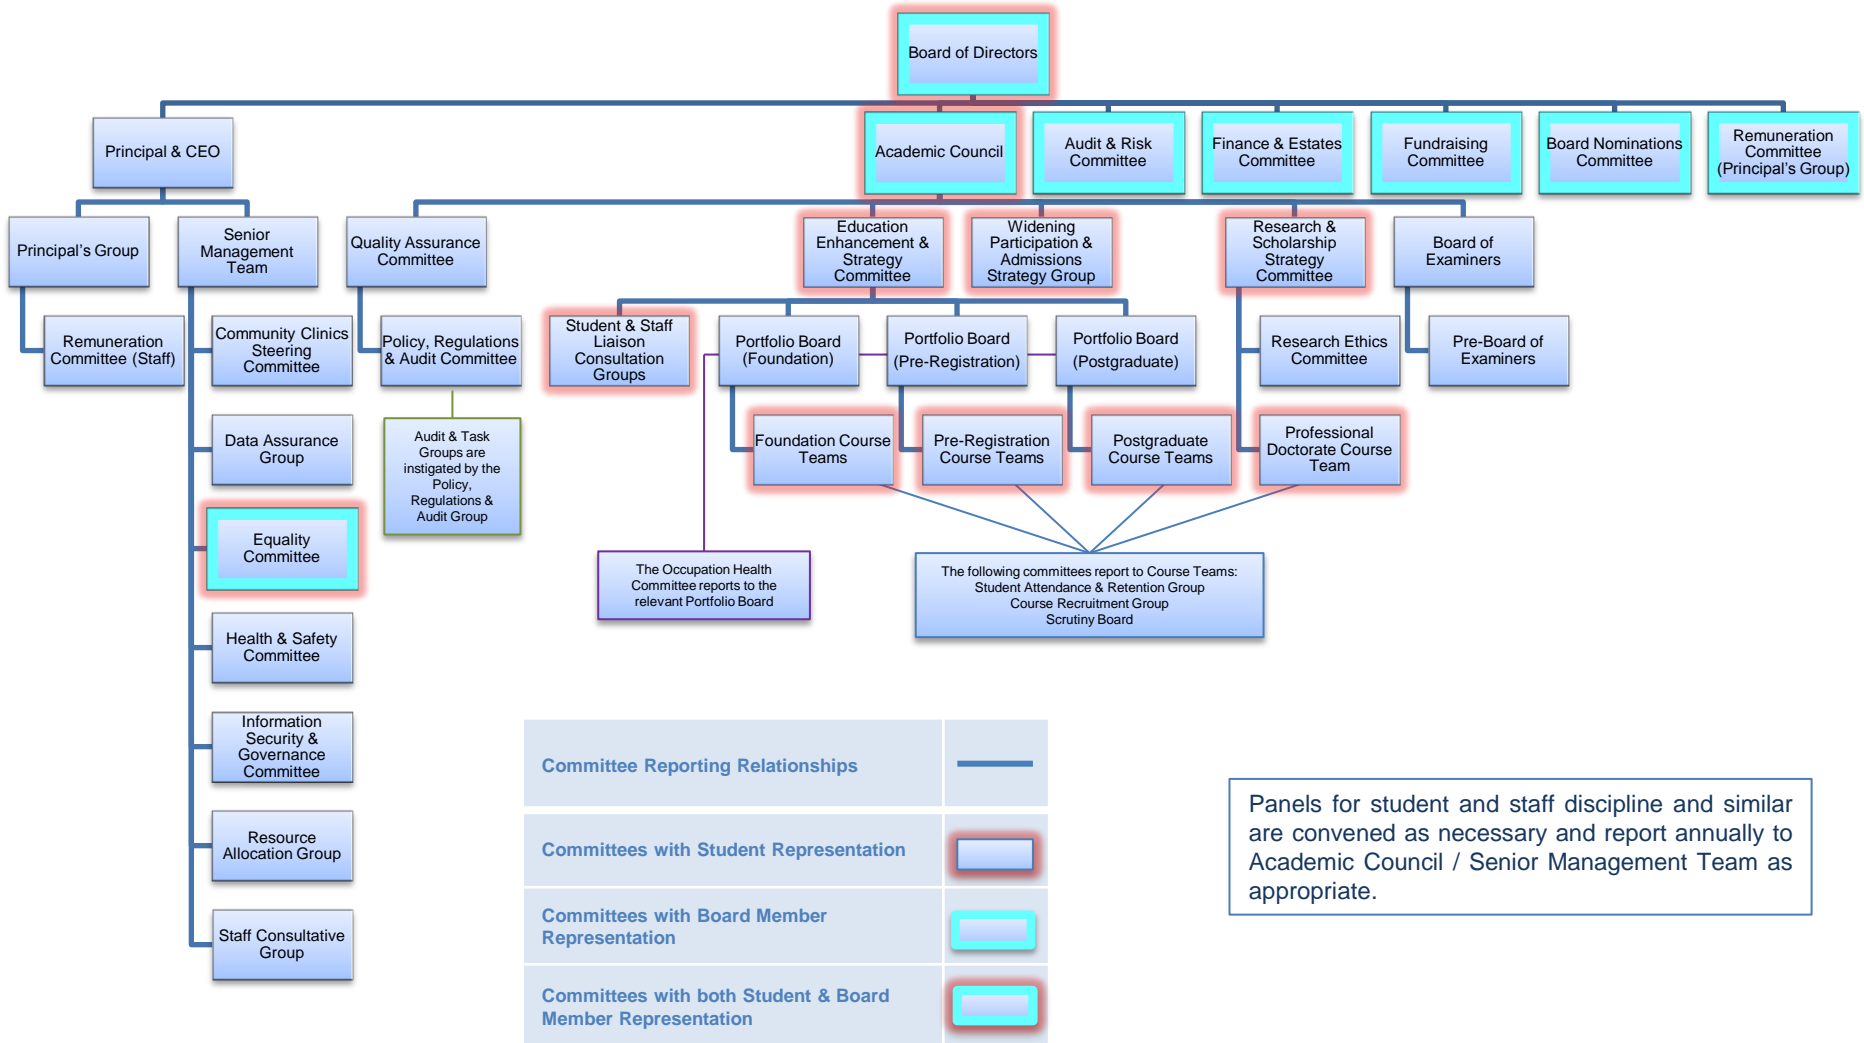 Board of Directors
Principal & CEO
Academic Council
Audit & Risk
Committee
Finance & Estates
Committee
Fundraising
Committee
Board Nominations
Committee
Remuneration
Committee
(Principal's Group)
Principal's Group
Senior
Management
Team
Quality Assurance
Committee
Education
Enhancement &
Strategy
Committee
Widening
Participation &
Admissions
Strategy Group
Research &
Scholarship
Strategy
Committee
Board of
Examiners
Remuneration
Committee (Staff)
Community Clinics
Steering
Committee
Policy, Regulations
& Audit Committee
Student & Staff
Liaison
Consultation
Groups
Portfolio Board
(Foundation)
Portfolio Board
(Pre-Registration)
Portfolio Board
(Postgraduate)
Research Ethics
Committee
Pre-Board of
Examiners
Data Assurance
Group
Audit & Task
Groups are
instigated by the
Policy,
Regulations &
Audit Group
Foundation Course
Teams
Pre-Registration
Course Teams
Postgraduate
Course Teams
Professional
Doctorate Course
Team
Equality
Committee
The Occupation Health
Committee reports to the
relevant Portfolio Board
The following committees report to Course Teams:
Student Attendance & Retention Group
Course Recruitment Group
Scrutiny Board
Health & Safety
Committee
Information
Security &
Governance
Committee
Resource
Allocation Group
Staff Consultative
Group
Committee Reporting Relationships
Committees with Student Representation
Committees with Board Member
Representation
Committees with both Student & Board
Member Representation
Panels for student and staff discipline and similar
are convened as necessary and report annually to
Academic Council / Senior Management Team as
appropriate.